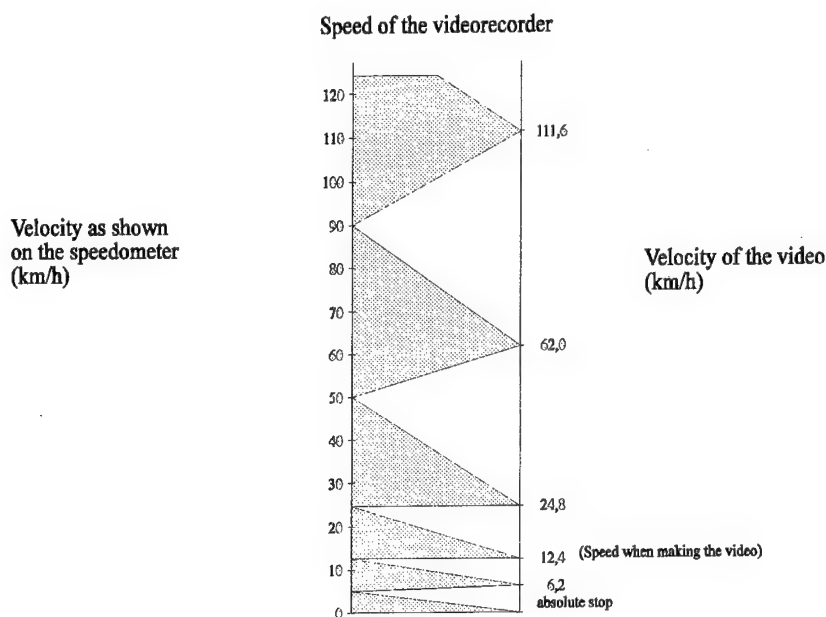 Speed of the videorecorder
120
111,6
110
100
Velocity as shown
on the speedometer
(km/h)
90
Velocity of the video
(km/h)
80
70
62,0
60
50
40
30
24,8
20
12,4 (Speed when making the video)
10
6,2
absolute stop
0